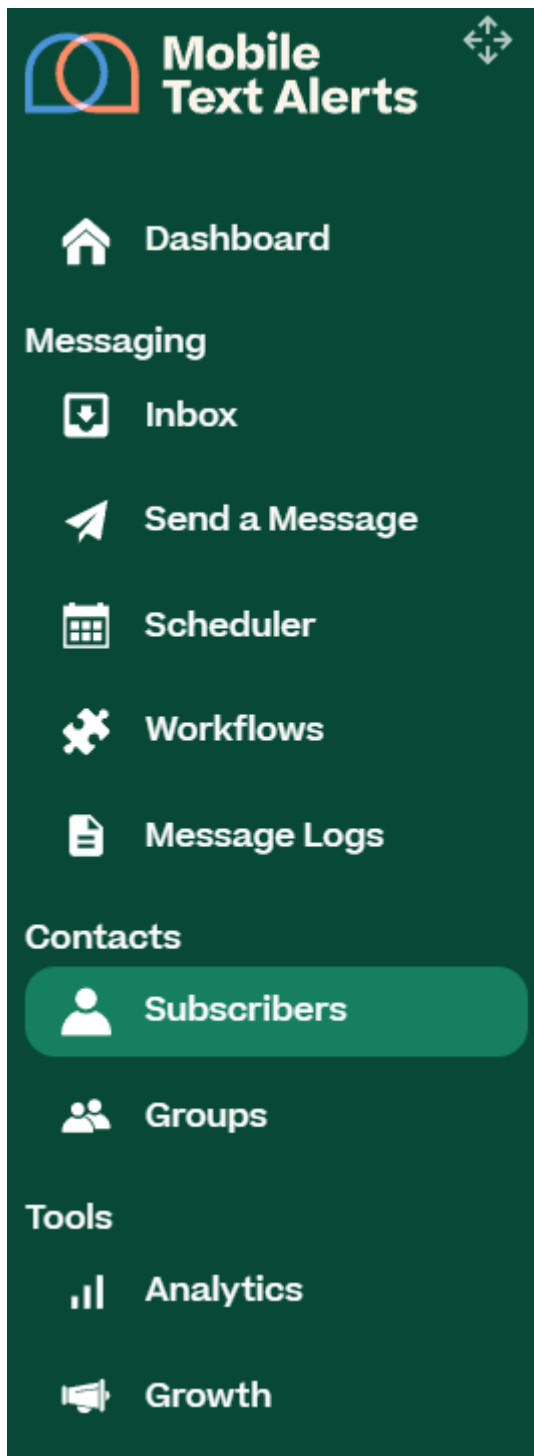 Mobile
Text Alerts
Dashboard
Messaging
Inbox
Send a Message
Scheduler
Workflows
Message Logs
Contacts
Subscribers
Groups
Tools
Analytics
Growth